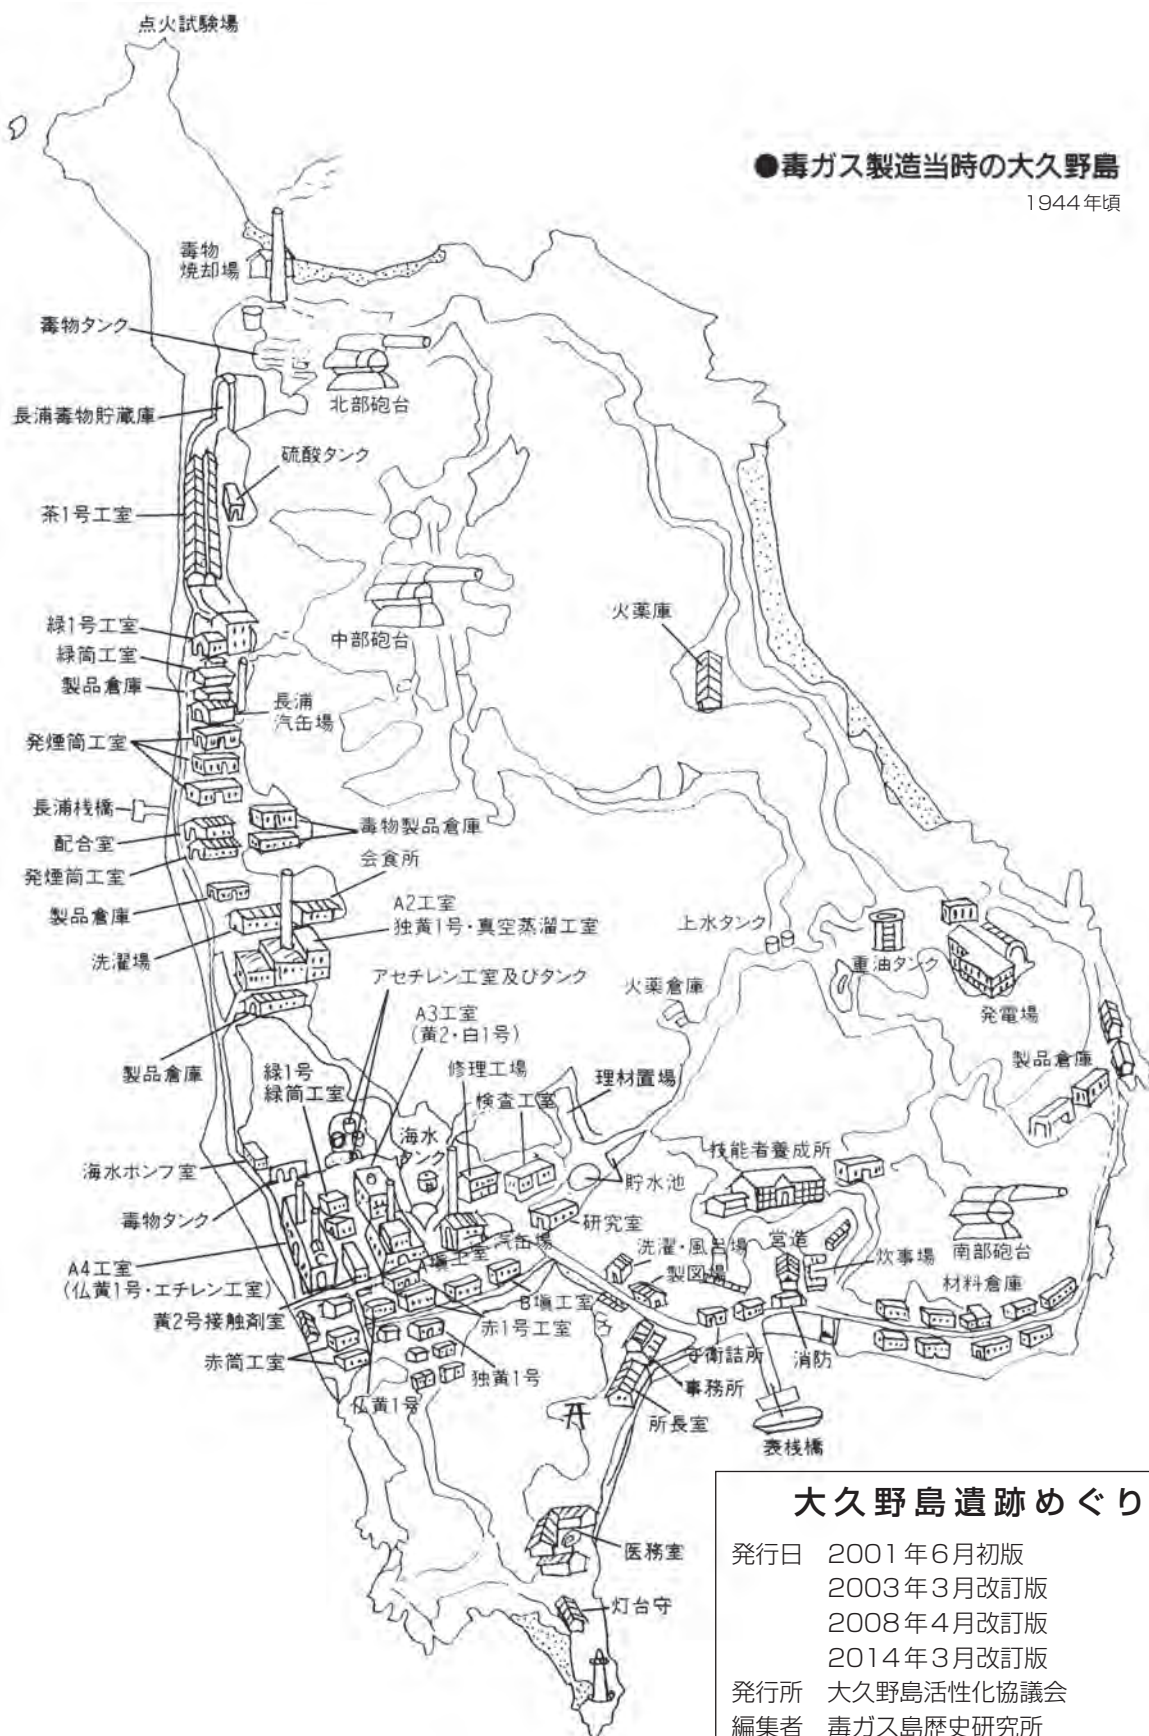 点火試験場
●毒ガス製造当時の大久野島
1944年頃
毒物
焼却場
毒物タンク
北部砲台
長浦毒物貯蔵庫
硫酸タンク
茶1号工室
火薬庫
緑1号工室
中部砲台
緑筒工室
製品倉庫
長浦
汽缶場
発煙筒工室
長浦桟橋
毒物製品倉庫
配合室
会食所
発煙筒工室
A2工室
独黄1号・真空蒸溜工室
製品倉庫
上水タンク
洗濯場
重油タンク
アセチレン工室及びタンク
火薬倉庫
A3工室
(黄2・白1号)
発電場
製品倉庫
製品倉庫
緑1号
緑筒工室
修理工場
理材置場
検査工室
海水
タンク
技能者養成所
海水ポンプ室
貯水池
毒物タンク
研究室
南部砲台
汽缶場
A塡工室
洗濯・風呂場
営造
炊事場
A4工室
(仏黄1号・エチレン工室)
製図場
材料倉庫
B塡工室
黄2号接触剤室
赤1号工室
守衛詰所
消防
赤筒工室
独黄1号
事務所
仏黄1号
所長室
表桟橋
医務室
灯台守
大久野島遺跡めぐり
発行日 2001年6月初版
2003年3月改訂版
2008年4月改訂版
2014年3月改訂版
発行所 大久野島活性化協議会
編集者 毒ガス島歴史研究所